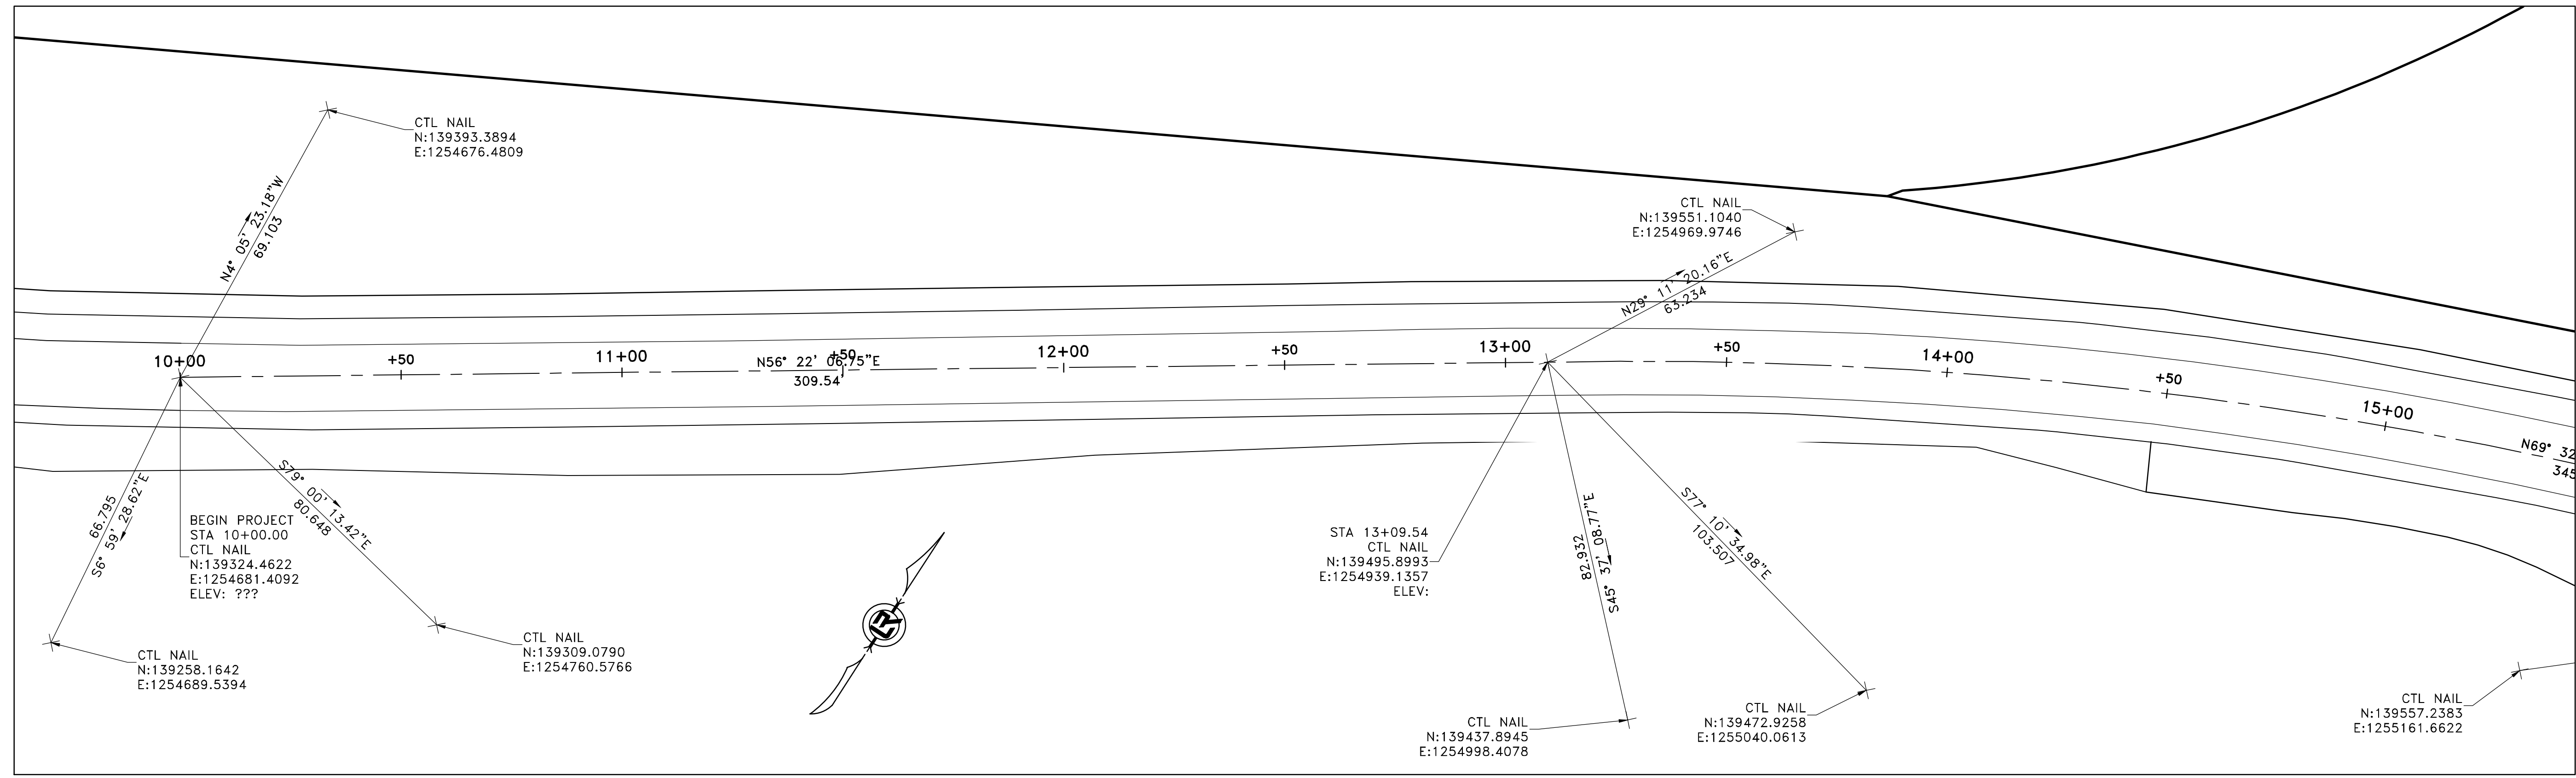 CTL NAIL
N:139393.3894
E:1254676.4809
N4° 05' 23.18"W
69.103
CTL NAIL
N:139551.1040
E:1254969.9746
N29° 11' 20.16"E
63.234
10+00
+50
11+00
+50
12+00
+50
13+00
+50
14+00
+50
15+00
N56° 22' 06.75"E
309.54'
N69° 32
345
66.795
S6° 59' 28.62"E
S79° 00' 13.42"E
80.648
BEGIN PROJECT
STA 10+00.00
CTL NAIL
N:139324.4622
E:1254681.4092
ELEV: ???
CTL NAIL
N:139258.1642
E:1254689.5394
CTL NAIL
N:139309.0790
E:1254760.5766
STA 13+09.54
CTL NAIL
N:139495.8993
E:1254939.1357
ELEV:
82.932
S45° 37' 08.77"E
S77° 10' 34.98"E
103.507
CTL NAIL
N:139437.8945
E:1254998.4078
CTL NAIL
N:139472.9258
E:1255040.0613
CTL NAIL
N:139557.2383
E:1255161.6622